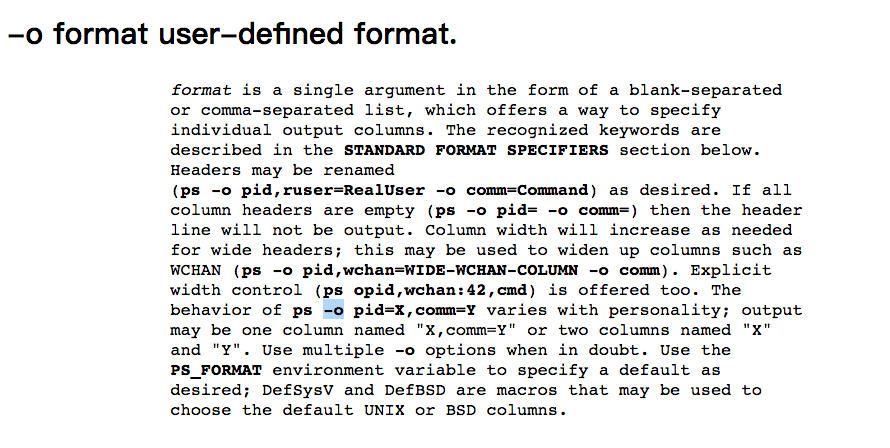 –o format user–defined format.
format is a single argument in the form of a blank-separated
or comma-separated list, which offers a way to specify
individual output columns. The recognized keywords are
described in the STANDARD FORMAT SPECIFIERS section below.
Headers may be renamed
(ps -o pid,ruser=RealUser -o comm=Command) as desired. If all
column headers are empty (ps -o pid= -o comm=) then the header
line will not be output. Column width will increase as needed
for wide headers; this may be used to widen up columns such as
WCHAN (ps -o pid,wchan=WIDE-WCHAN-COLUMN -o comm). Explicit
width control (ps opid,wchan:42,cmd) is offered too. The
behavior of ps -o pid=X,comm=Y varies with personality; output
may be one column named "X,comm=Y" or two columns named "X"
and "Y". Use multiple -o options when in doubt. Use the
PS_FORMAT environment variable to specify a default as
desired; DefSysV and DefBSD are macros that may be used to
choose the default UNIX or BSD columns.